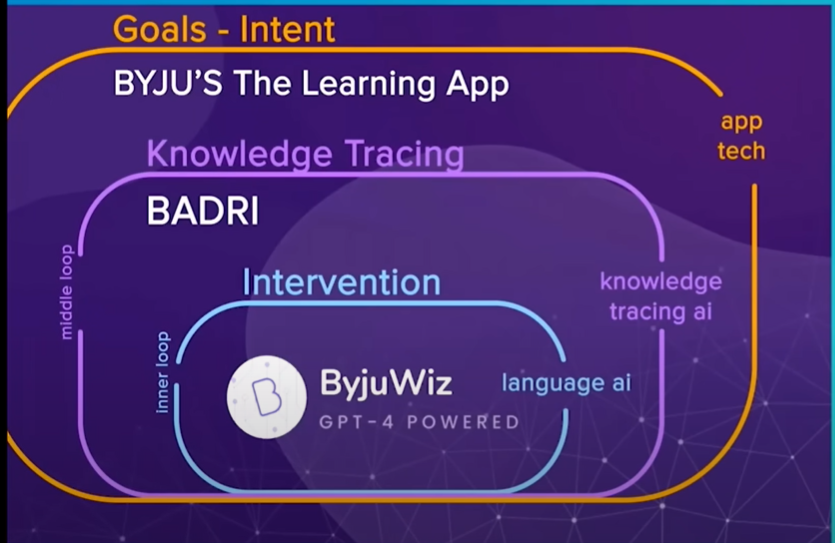 Goals - Intent
BYJU'S The Learning App
app
tech
Knowledge Tracing
BADRI
middle loop
Intervention
knowledge
tracing ai
inner loop
ByjuWiz
language ai
GPT-4 POWERED